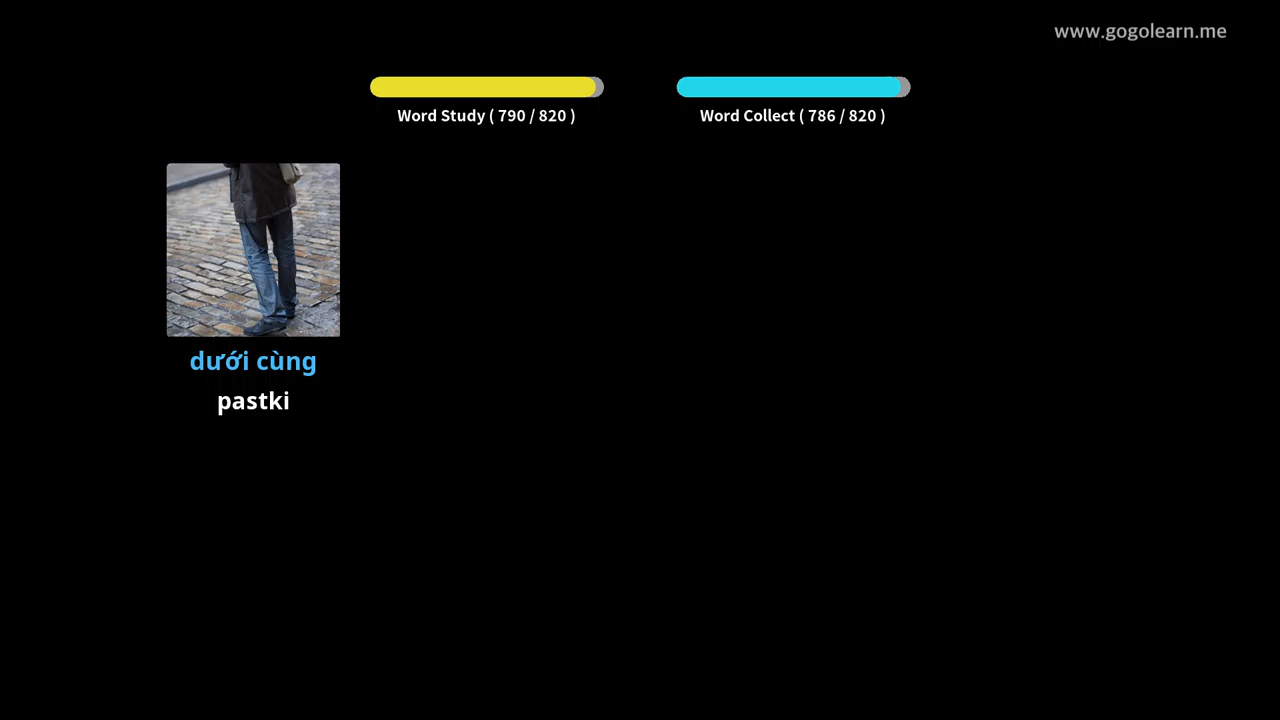 www.gogolearn.me
Word Study ( 790 / 820 )
Word Collect ( 786 / 820 )
dưới cùng
pastki